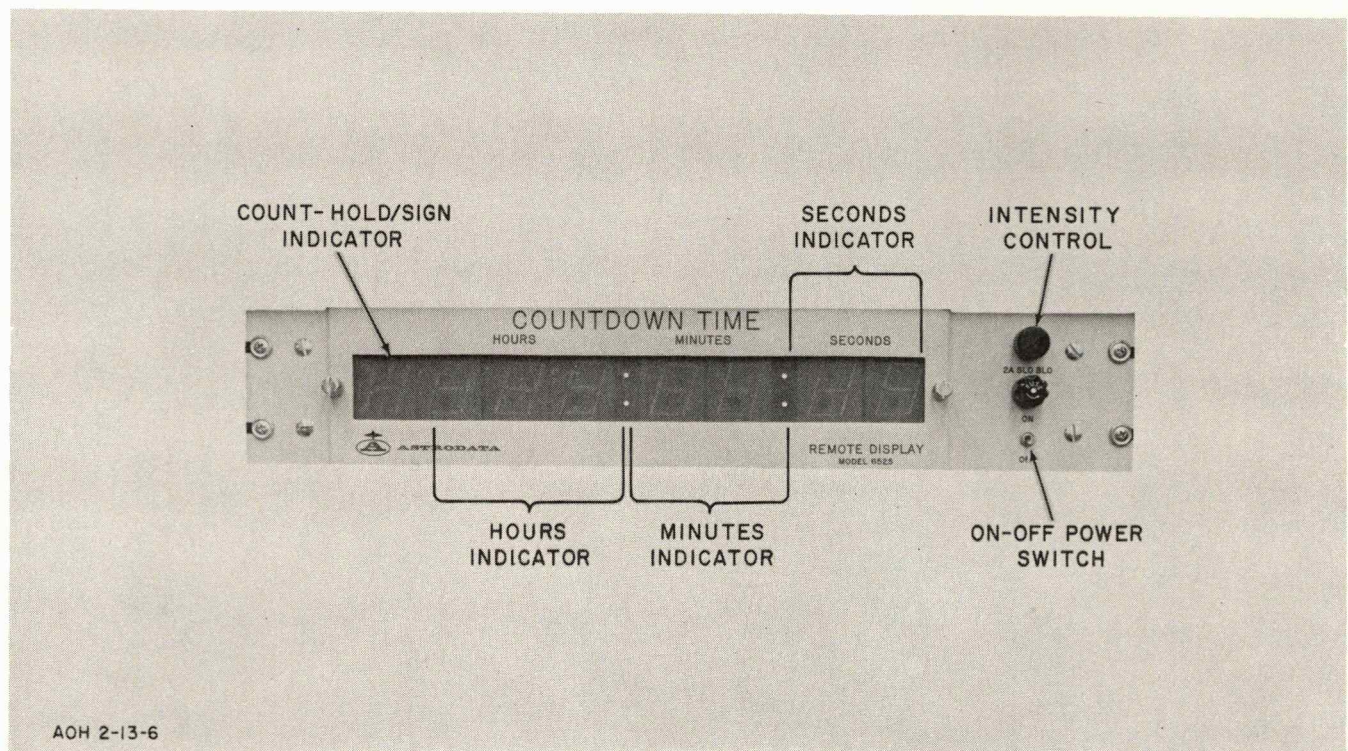 COUNT-HOLD/SIGN
INDICATOR
SECONDS
INDICATOR
INTENSITY
CONTROL
COUNTDOWN TIME
HOURS
MINUTES
SECONDS
2A SLO BLO
ON
ASTRODATA
REMOTE DISPLAY
MODEL 6525
HOURS
INDICATOR
MINUTES
INDICATOR
ON-OFF POWER
SWITCH
AOH 2-13-6